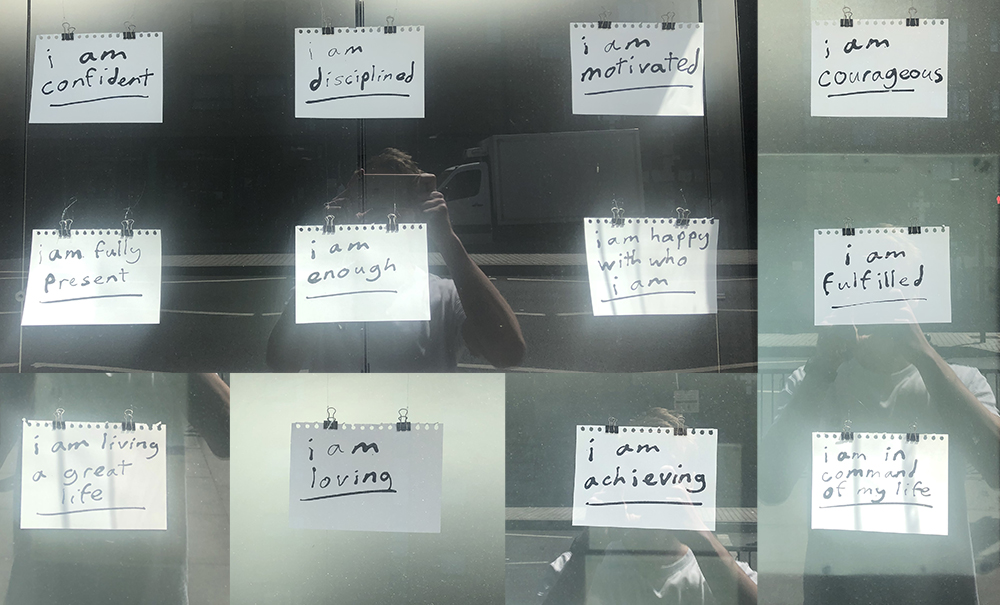 i am
confident
i am
disciplined
i am
motivated
i am
courageous
i am fully
present
i am
enough
i am happy
with who
i am
i am
fulfilled
i am living
a great
life
i am
loving
i am
achieving
i am in
command
of my life